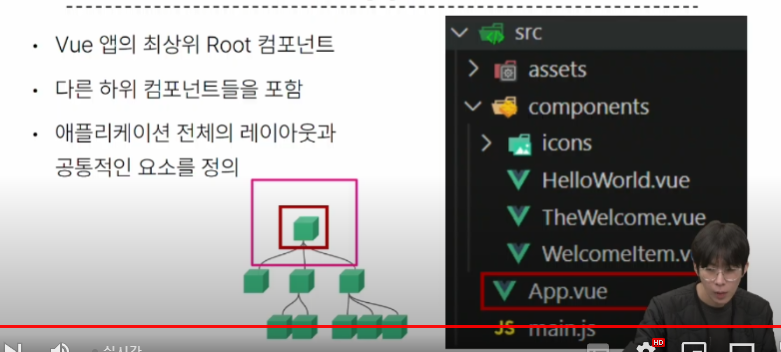 • Vue 앱의 최상위 Root 컴포넌트
• 다른 하위 컴포넌트들을 포함
• 애플리케이션 전체의 레이아웃과
공통적인 요소를 정의
src
assets
components
icons
HelloWorld.vue
TheWelcome.vue
WelcomeItem.v
App.vue
JS main.js
실시간
HD